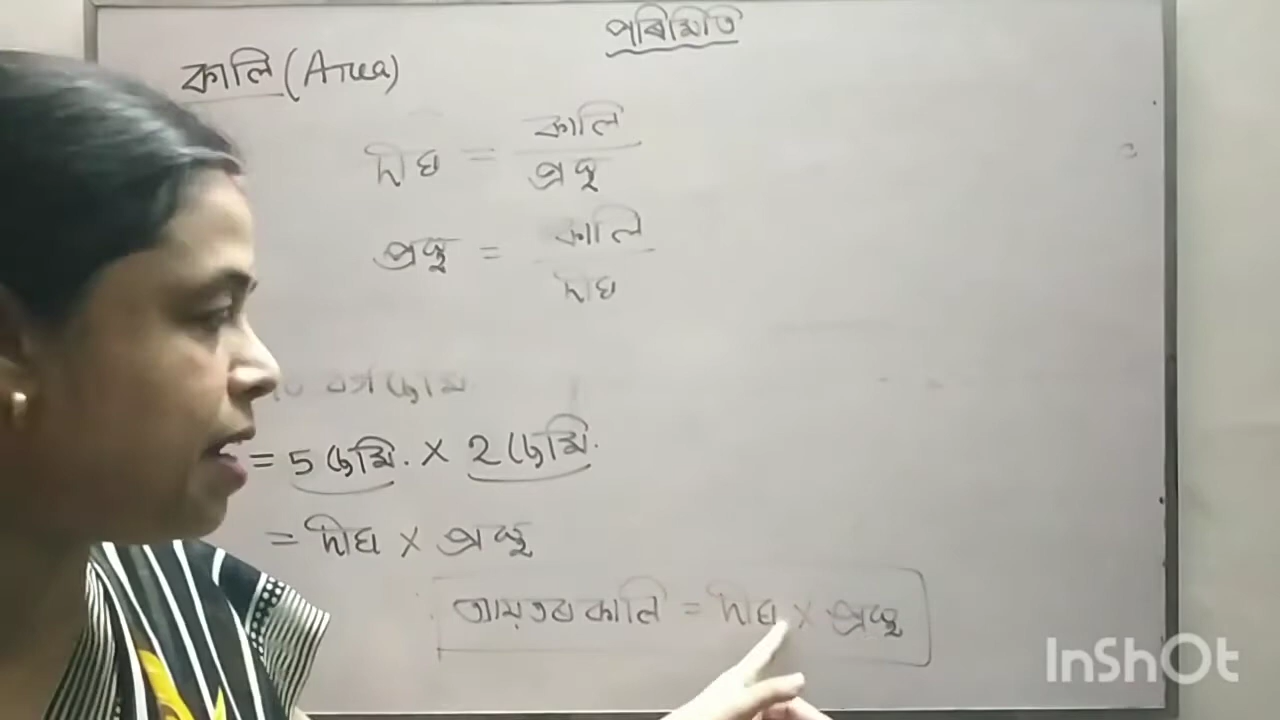 পৰিমিতি
কালি (Area)
দীঘ = কালি / প্ৰস্থ
প্ৰস্থ = কালি / দীঘ
বৰ্গ ছেমি
= 5 ছেমি. × 2 ছেমি.
= দীঘ × প্ৰস্থ
আয়তৰ কালি = দীঘ × প্ৰস্থ
InShOt